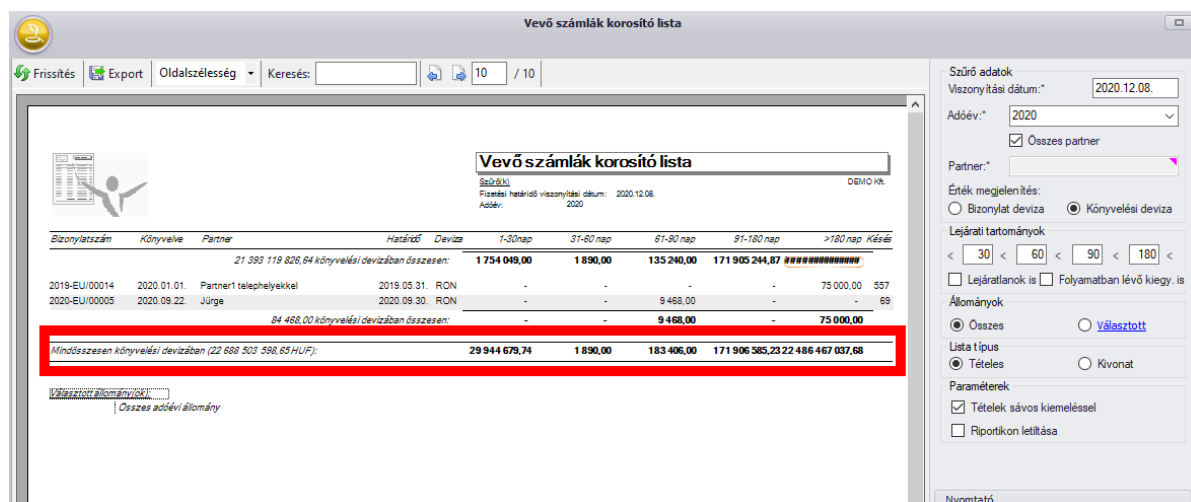 Vevő számlák korosító lista
Frissítés Export Oldalszélesség Keresés: 10 / 10
Vevő számlák korosító lista
Szűrő(k)
DEMO Kft.
Fizetési határidő viszonyítási dátum: 2020.12.08.
Adóév: 2020
Bizonylatszám Könyvelve Partner Határidő Deviza 1-30 nap 31-60 nap 61-90 nap 91-180 nap >180 nap Késés
21 393 119 826,64 könyvelési devizában összesen: 1 754 049,00 1 890,00 135 240,00 171 905 244,87 ##############
2019-EU/00014 2020.01.01. Partner1 telephelyekkel 2019.05.31. RON - - - - 75 000,00 557
2020-EU/00005 2020.09.22. Jürge 2020.09.30. RON - - 9 468,00 - - 69
84 468,00 könyvelési devizában összesen: - - 9 468,00 - 75 000,00
Mindösszesen könyvelési devizában (22 688 503 598,65 HUF): 29 944 679,74 1 890,00 183 406,00 171 906 585,23 22 486 467 037,68
Választott állomány(ok):
Összes adóévi állomány
Szűrő adatok
Viszonyítási dátum:* 2020.12.08.
Adóév:* 2020
Összes partner
Partner:*
Érték megjelenítés:
Bizonylat deviza Könyvelési deviza
Lejárati tartományok
< 30 < 60 < 90 < 180 <
Lejáratlanok is Folyamatban lévő kiegy. is
Állományok
Összes Választott
Lista típus
Tételes Kivonat
Paraméterek
Tételek sávos kiemeléssel
Riportikon letiltása
Nyomtató